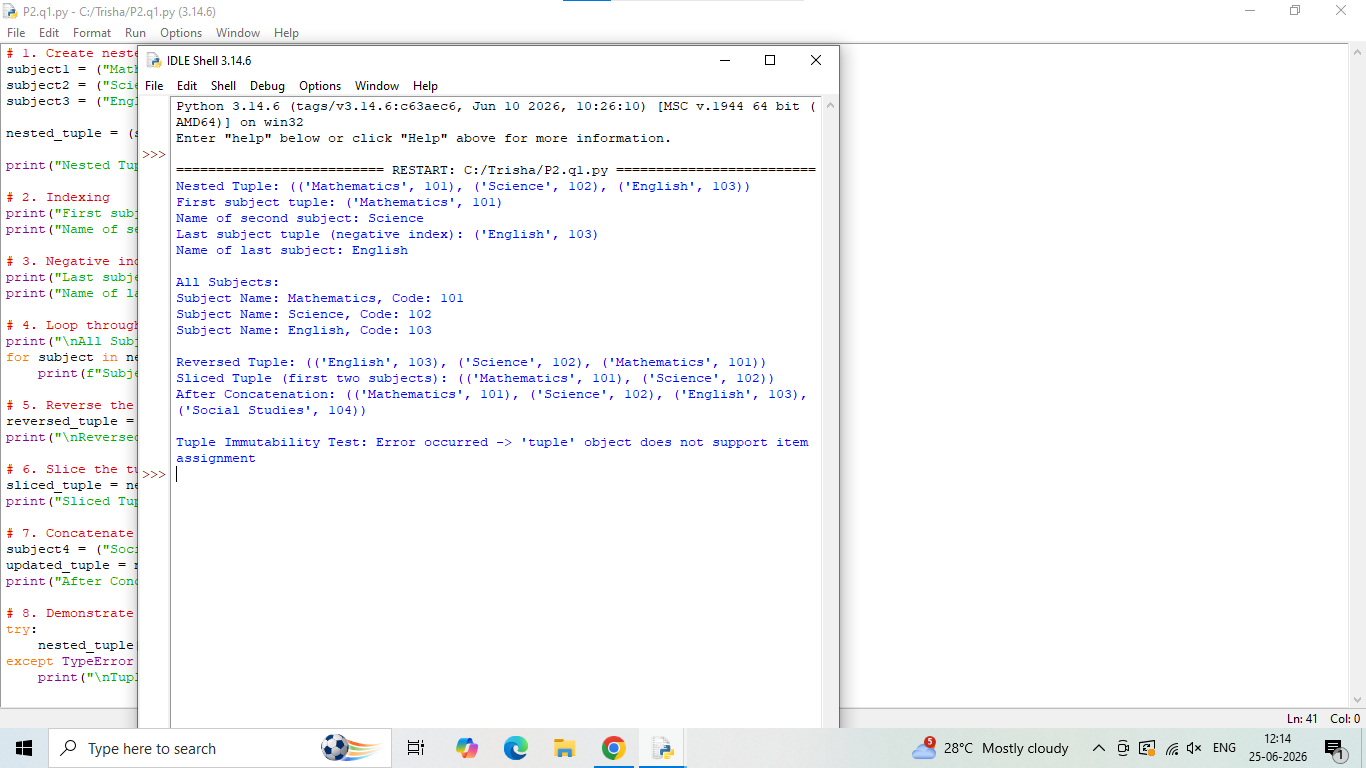 P2.q1.py - C:/Trisha/P2.q1.py (3.14.6)
File Edit Format Run Options Window Help
# 1. Create neste
subject1 = ("Mat
subject2 = ("Scie
subject3 = ("Engl
nested_tuple = (s
print("Nested Tup
# 2. Indexing
print("First subj
print("Name of se
# 3. Negative ind
print("Last subje
print("Name of la
# 4. Loop through
print("\nAll Subj
for subject in ne
print(f"Subje
# 5. Reverse the
reversed_tuple =
print("\nReversed
# 6. Slice the tu
sliced_tuple = ne
print("Sliced Tup
# 7. Concatenate
subject4 = ("Soci
updated_tuple = n
print("After Conc
# 8. Demonstrate
try:
nested_tuple[
except TypeError
print("\nTupl
IDLE Shell 3.14.6
File Edit Shell Debug Options Window Help
Python 3.14.6 (tags/v3.14.6:c63aec6, Jun 10 2026, 10:26:10) [MSC v.1944 64 bit (
AMD64)] on win32
Enter "help" below or click "Help" above for more information.
>>>
========================== RESTART: C:/Trisha/P2.q1.py =========================
Nested Tuple: (('Mathematics', 101), ('Science', 102), ('English', 103))
First subject tuple: ('Mathematics', 101)
Name of second subject: Science
Last subject tuple (negative index): ('English', 103)
Name of last subject: English
All Subjects:
Subject Name: Mathematics, Code: 101
Subject Name: Science, Code: 102
Subject Name: English, Code: 103
Reversed Tuple: (('English', 103), ('Science', 102), ('Mathematics', 101))
Sliced Tuple (first two subjects): (('Mathematics', 101), ('Science', 102))
After Concatenation: (('Mathematics', 101), ('Science', 102), ('English', 103),
('Social Studies', 104))
Tuple Immutability Test: Error occurred -> 'tuple' object does not support item
assignment
>>>
Ln: 41 Col: 0
Type here to search
5
28°C Mostly cloudy
ENG
12:14
25-06-2026
1